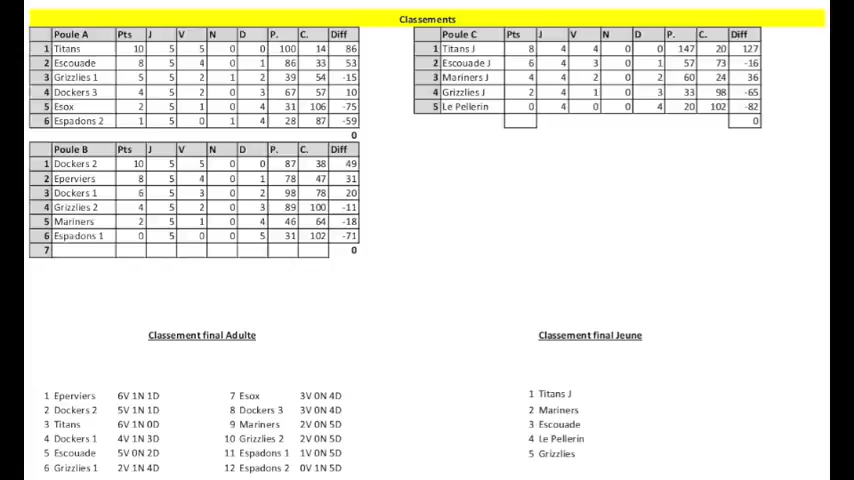 Classements
Poule A Pts J V N D P. C. Diff
1 Titans 10 5 5 0 0 100 14 86
2 Escouade 8 5 4 0 1 86 33 53
3 Grizzlies 1 5 5 2 1 2 39 54 -15
4 Dockers 3 4 5 2 0 3 67 57 10
5 Esox 2 5 1 0 4 31 106 -75
6 Espadons 2 1 5 0 1 4 28 87 -59
0
Poule B Pts J V N D P. C. Diff
1 Dockers 2 10 5 5 0 0 87 38 49
2 Eperviers 8 5 4 0 1 78 47 31
3 Dockers 1 6 5 3 0 2 98 78 20
4 Grizzlies 2 4 5 2 0 3 89 100 -11
5 Mariners 2 5 1 0 4 46 64 -18
6 Espadons 1 0 5 0 0 5 31 102 -71
7 0
Poule C Pts J V N D P. C. Diff
1 Titans J 8 4 4 0 0 147 20 127
2 Escouade J 6 4 3 0 1 57 73 -16
3 Mariners J 4 4 2 0 2 60 24 36
4 Grizzlies J 2 4 1 0 3 33 98 -65
5 Le Pellerin 0 4 0 0 4 20 102 -82
0
Classement final Adulte
1 Eperviers 6V 1N 1D
2 Dockers 2 5V 1N 1D
3 Titans 6V 1N 0D
4 Dockers 1 4V 1N 3D
5 Escouade 5V 0N 2D
6 Grizzlies 1 2V 1N 4D
7 Esox 3V 0N 4D
8 Dockers 3 3V 0N 4D
9 Mariners 2V 0N 5D
10 Grizzlies 2 2V 0N 5D
11 Espadons 1 1V 0N 5D
12 Espadons 2 0V 1N 5D
Classement final Jeune
1 Titans J
2 Mariners
3 Escouade
4 Le Pellerin
5 Grizzlies